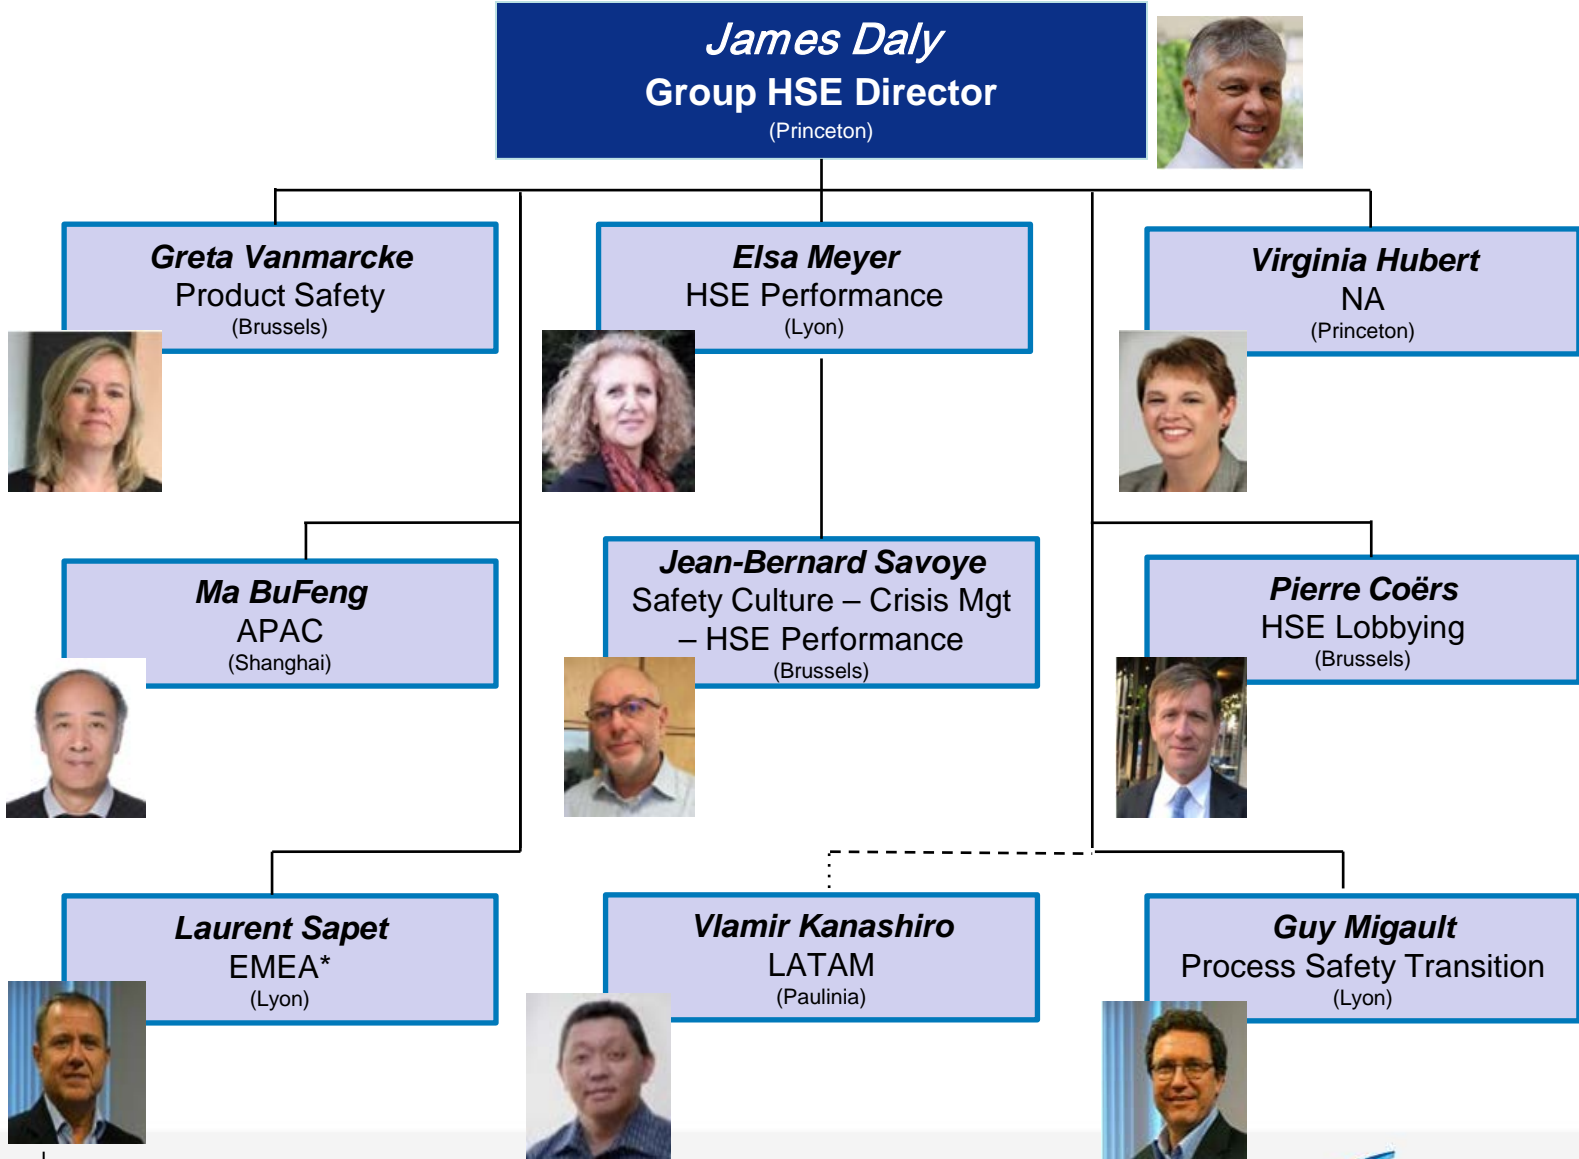 James Daly
Group HSE Director
(Princeton)
Greta Vanmarcke
Product Safety
(Brussels)
Elsa Meyer
HSE Performance
(Lyon)
Virginia Hubert
NA
(Princeton)
Ma BuFeng
APAC
(Shanghai)
Jean-Bernard Savoye
Safety Culture – Crisis Mgt
– HSE Performance
(Brussels)
Pierre Coërs
HSE Lobbying
(Brussels)
Laurent Sapet
EMEA*
(Lyon)
Vlamir Kanashiro
LATAM
(Paulinia)
Guy Migault
Process Safety Transition
(Lyon)